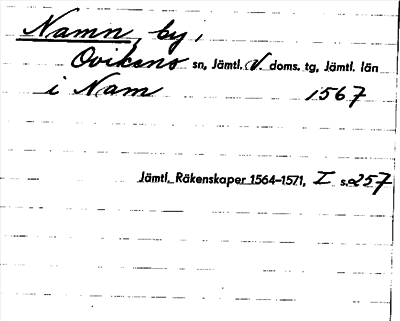 Namn, by,
Ovikens sn, Jämtl. V. doms. tg, Jämtl. län
i Nam 1567
Jämtl. Räkenskaper 1564–1571, I s. 257